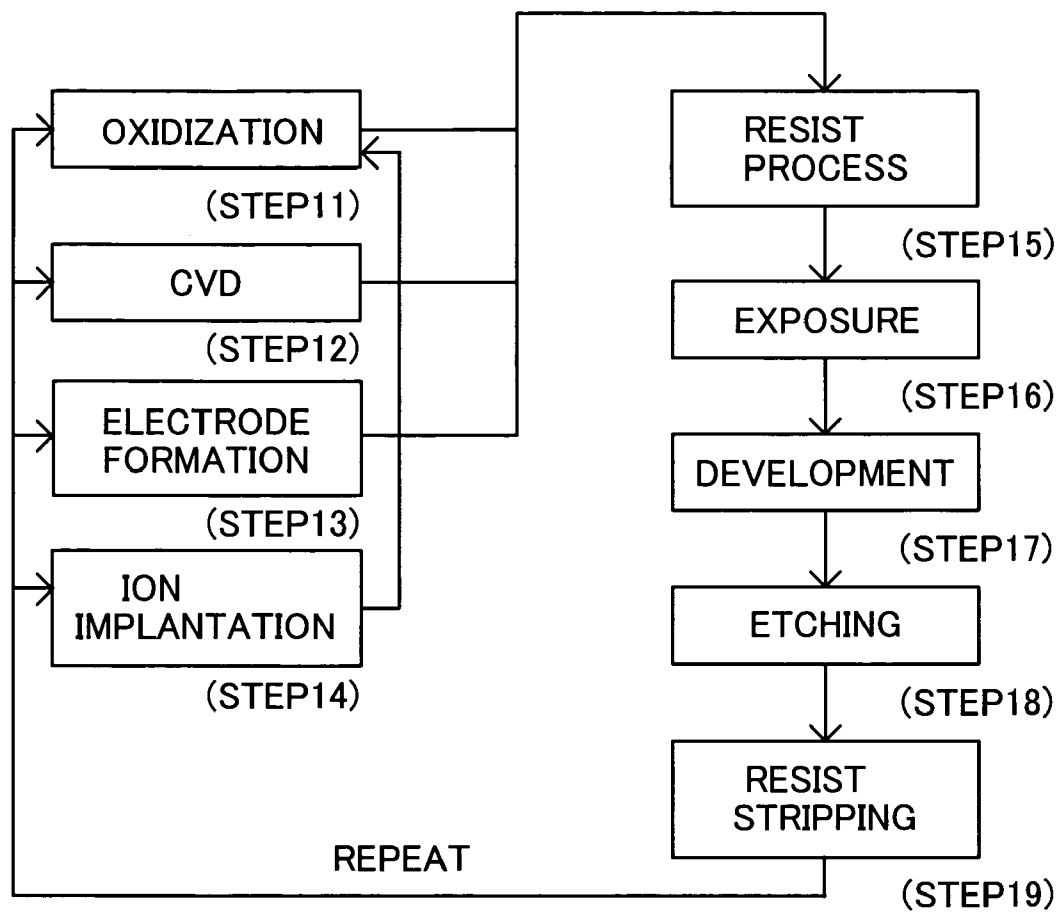 OXIDIZATION
(STEP11)
CVD
(STEP12)
ELECTRODE
FORMATION
(STEP13)
ION
IMPLANTATION
(STEP14)
RESIST
PROCESS
(STEP15)
EXPOSURE
(STEP16)
DEVELOPMENT
(STEP17)
ETCHING
(STEP18)
RESIST
STRIPPING
(STEP19)
REPEAT